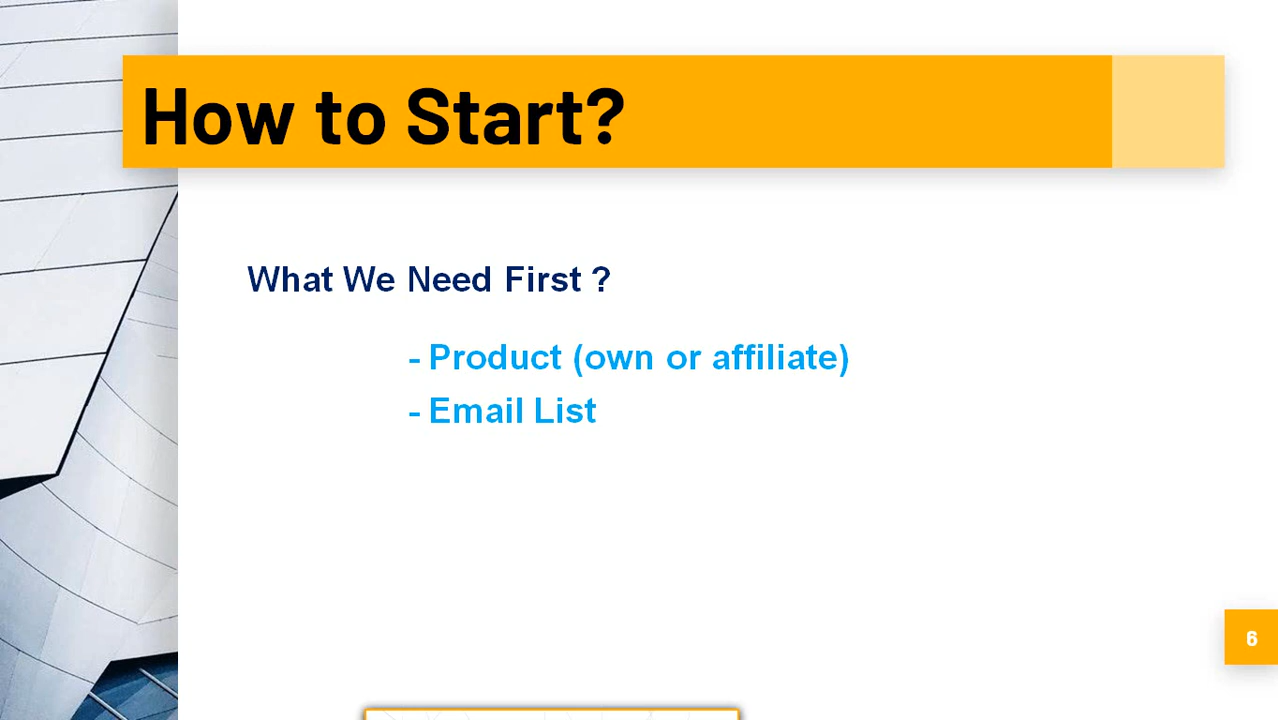 How to Start?
What We Need First ?
- Product (own or affiliate)
- Email List
6